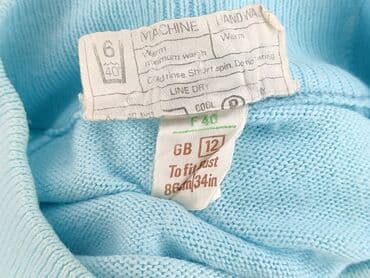 6
40
MACHINE
Warm
minimum wash
HAND WASH
Warm
Cold rinse Short spin. Do not wring
LINE DRY
COOL
P
F 40
GB 12
To fit bust
86cm/34in